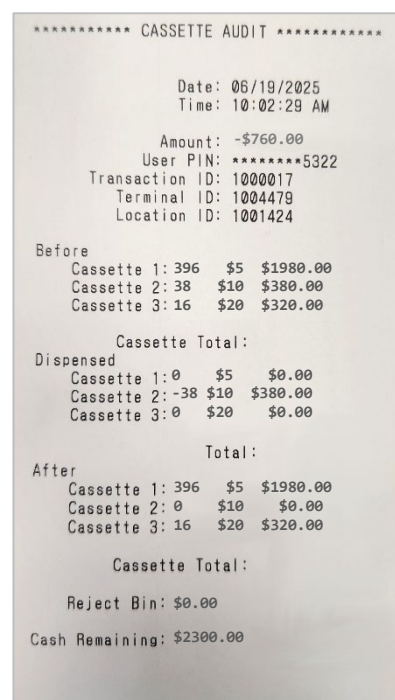 *********** CASSETTE AUDIT ************
Date: 06/19/2025
Time: 10:02:29 AM
Amount: -$760.00
User PIN: ********5322
Transaction ID: 1000017
Terminal ID: 1004479
Location ID: 1001424
Before
Cassette 1: 396 $5 $1980.00
Cassette 2: 38 $10 $380.00
Cassette 3: 16 $20 $320.00
Cassette Total:
Dispensed
Cassette 1: 0 $5 $0.00
Cassette 2: -38 $10 $380.00
Cassette 3: 0 $20 $0.00
Total:
After
Cassette 1: 396 $5 $1980.00
Cassette 2: 0 $10 $0.00
Cassette 3: 16 $20 $320.00
Cassette Total:
Reject Bin: $0.00
Cash Remaining: $2300.00